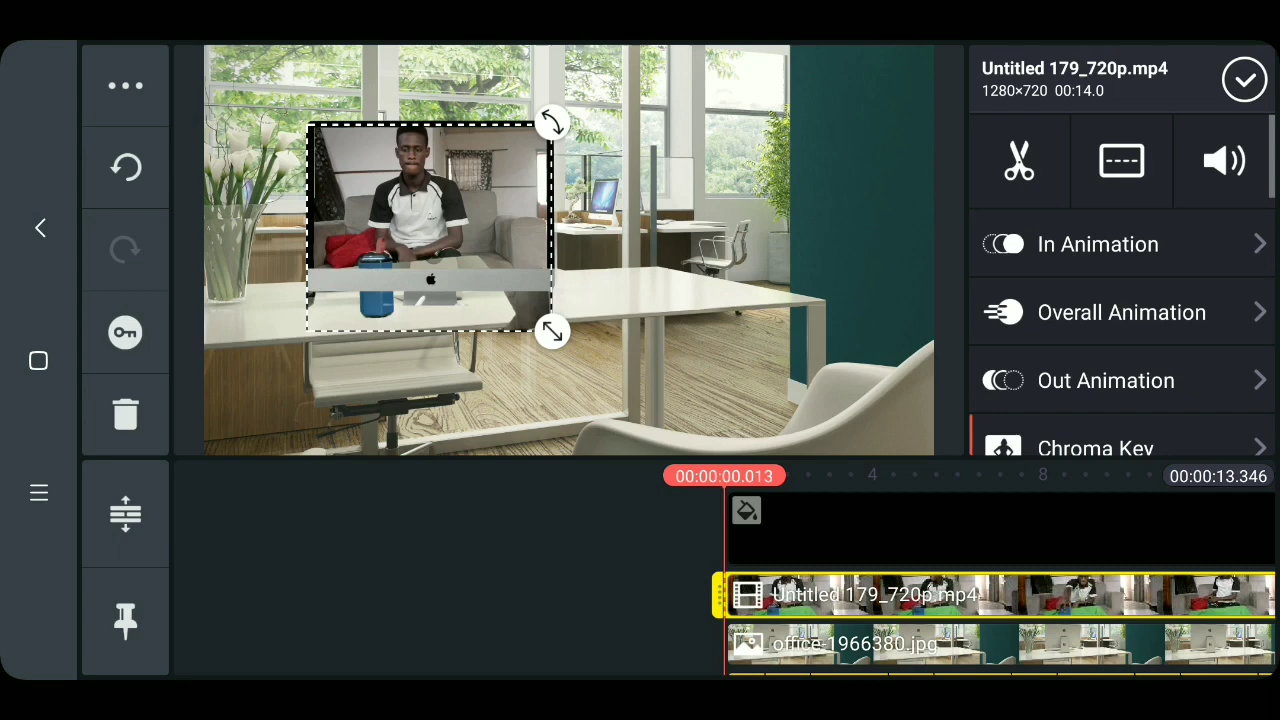 Untitled 179_720p.mp4
1280×720 00:14.0
In Animation
Overall Animation
Out Animation
Chroma Key
00:00:00.013
4
8
00:00:13.346
Untitled 179_720p.mp4
office-1966380.jpg